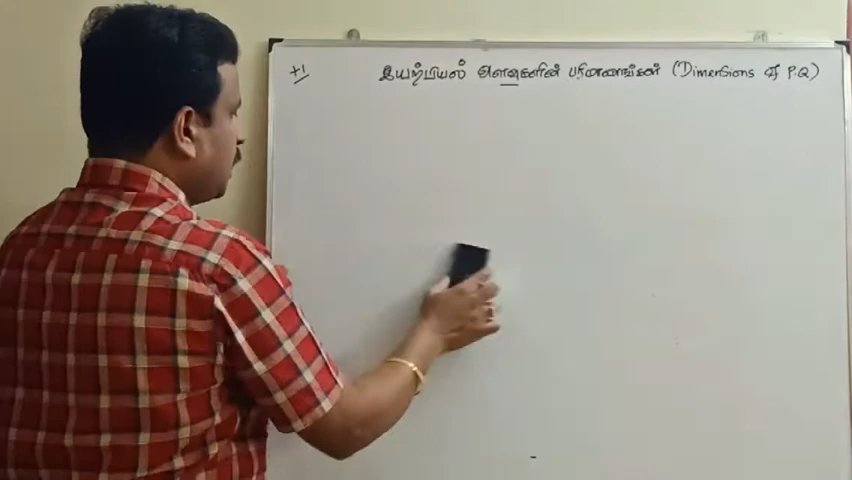 +1 இயற்பியல் அளவுகளின் பரிமாணங்கள் (Dimensions of P.Q)